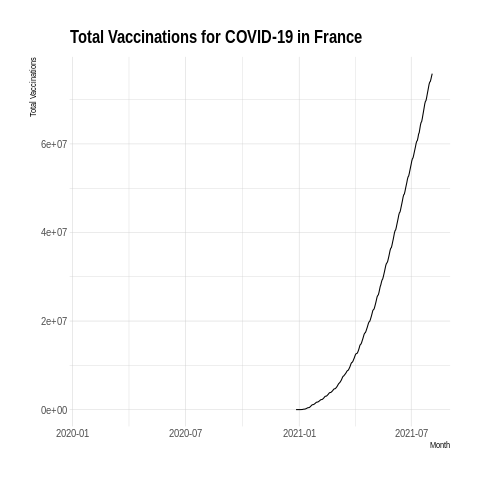 Total Vaccinations for COVID-19 in France
Total Vaccinations
6e+07
4e+07
2e+07
0e+00
2020-01 2020-07 2021-01 2021-07
Month